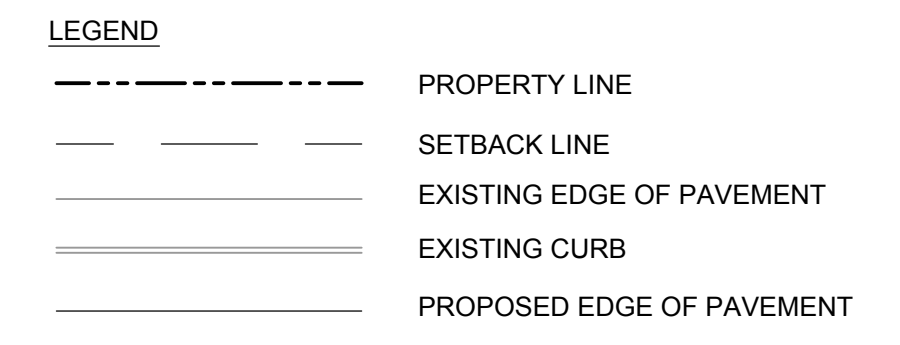 LEGEND
PROPERTY LINE
SETBACK LINE
EXISTING EDGE OF PAVEMENT
EXISTING CURB
PROPOSED EDGE OF PAVEMENT